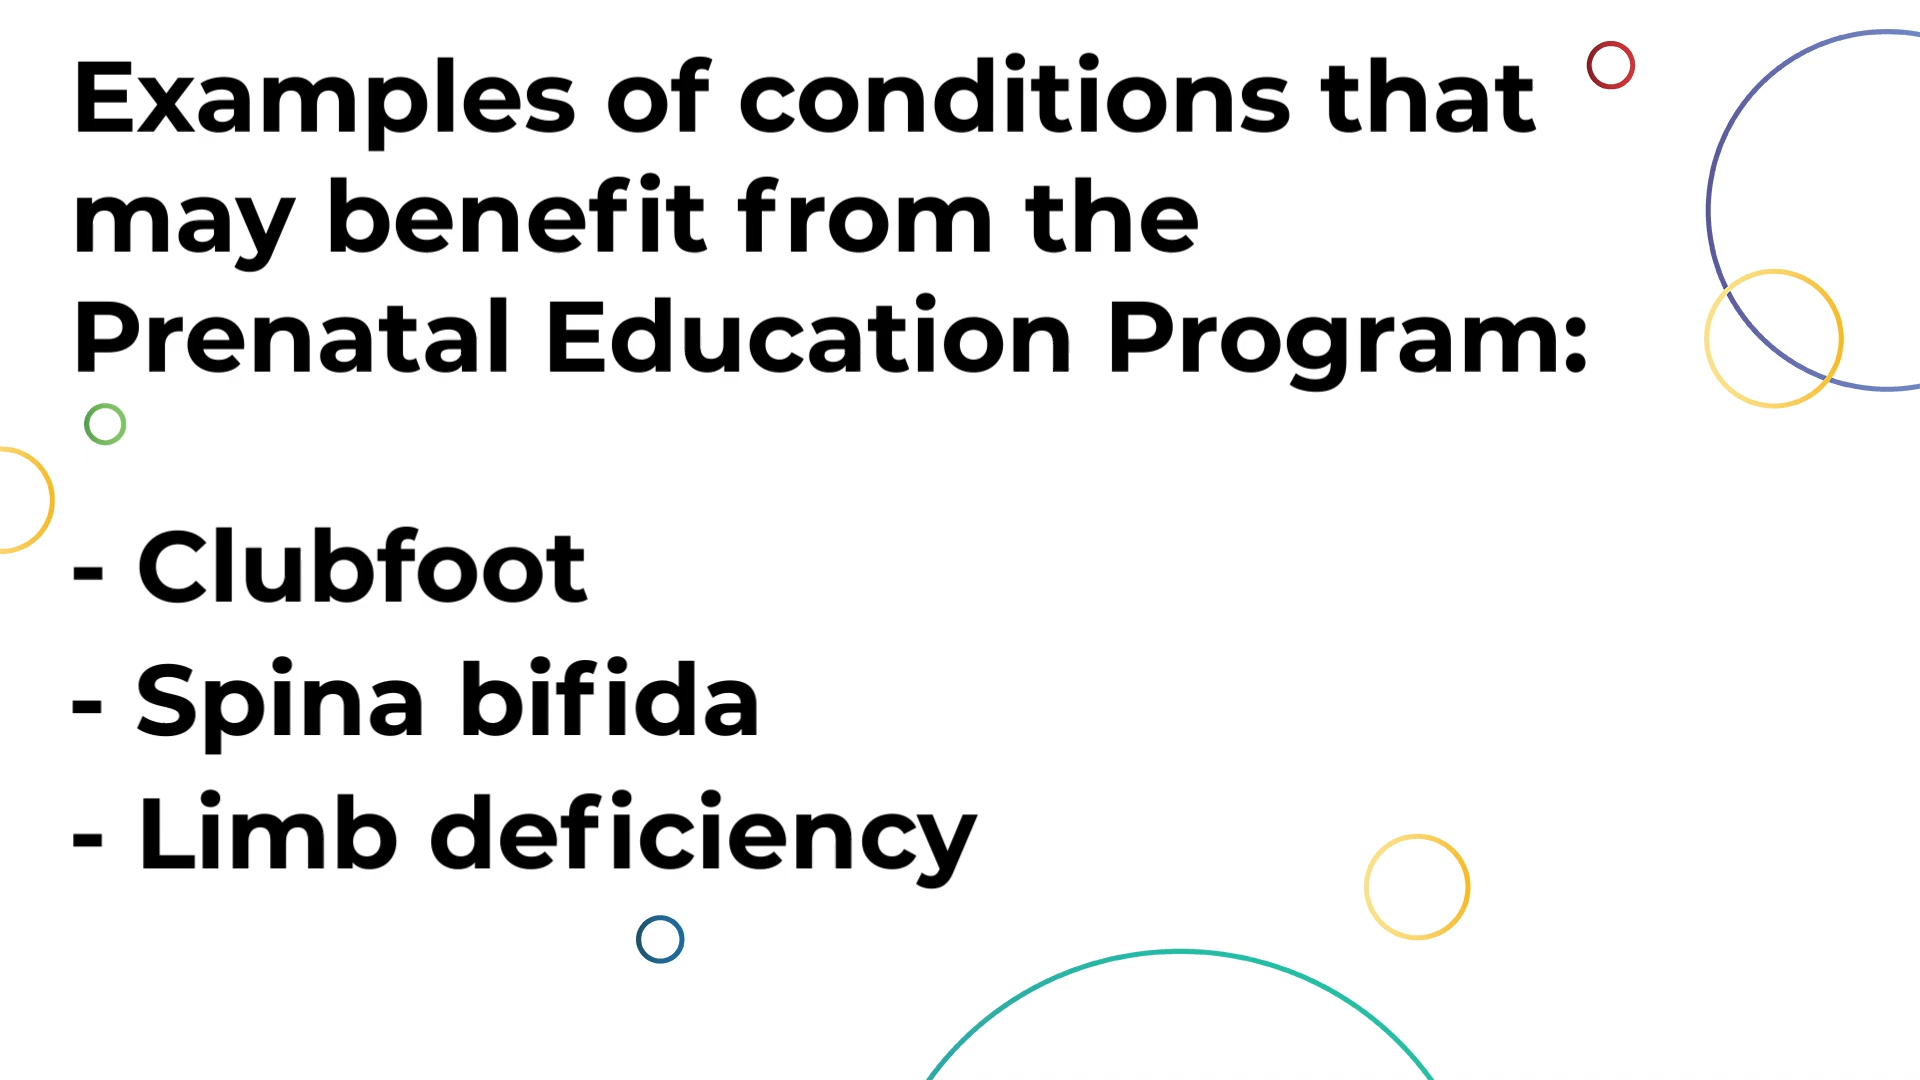 Examples of conditions that
may benefit from the
Prenatal Education Program:
- Clubfoot
- Spina bifida
- Limb deficiency